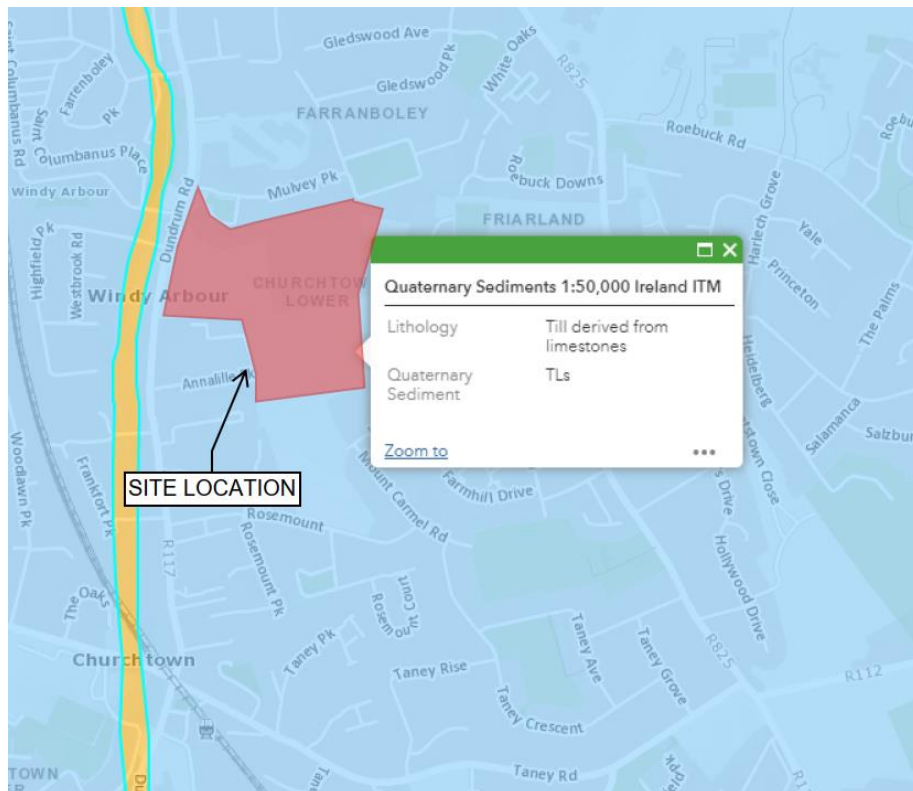 Gledswood Ave
White Oaks
R825
Gledswood Pk
Farrenboley
Pk
FARRANBOLEY
Saint
Columbanus Rd
Saint
Columbanus Place
Roebuck Rd
Windy Arbour
Mulvey Pk
Roebuck Downs
Dundrum Rd
FRIARLAND
Harlech Grove
Yale
Highfield Pk
Westbrook Rd
Princeton
The Palms
Windy Arbour
CHURCHTOW
LOWER
Quaternary Sediments 1:50,000 Ireland ITM
Lithology
Till derived from
limestones
Quaternary
Sediment
TLs
Heidelberg
Annaville
Salamanca
Salzbur
Zoom to
SITE LOCATION
Woodlawn Pk
Frankfort Pk
Mount Carmel Rd
Farmhill Drive
s Drive
Close
Rosemount
Hollywood Drive
R117
Rosemount Pk
Rosemount
Court
The Oaks
Taney Pk
Churchtown
Taney Rise
Taney Ave
Taney Grove
R825
R112
Taney Crescent
Taney Rd
TOWN